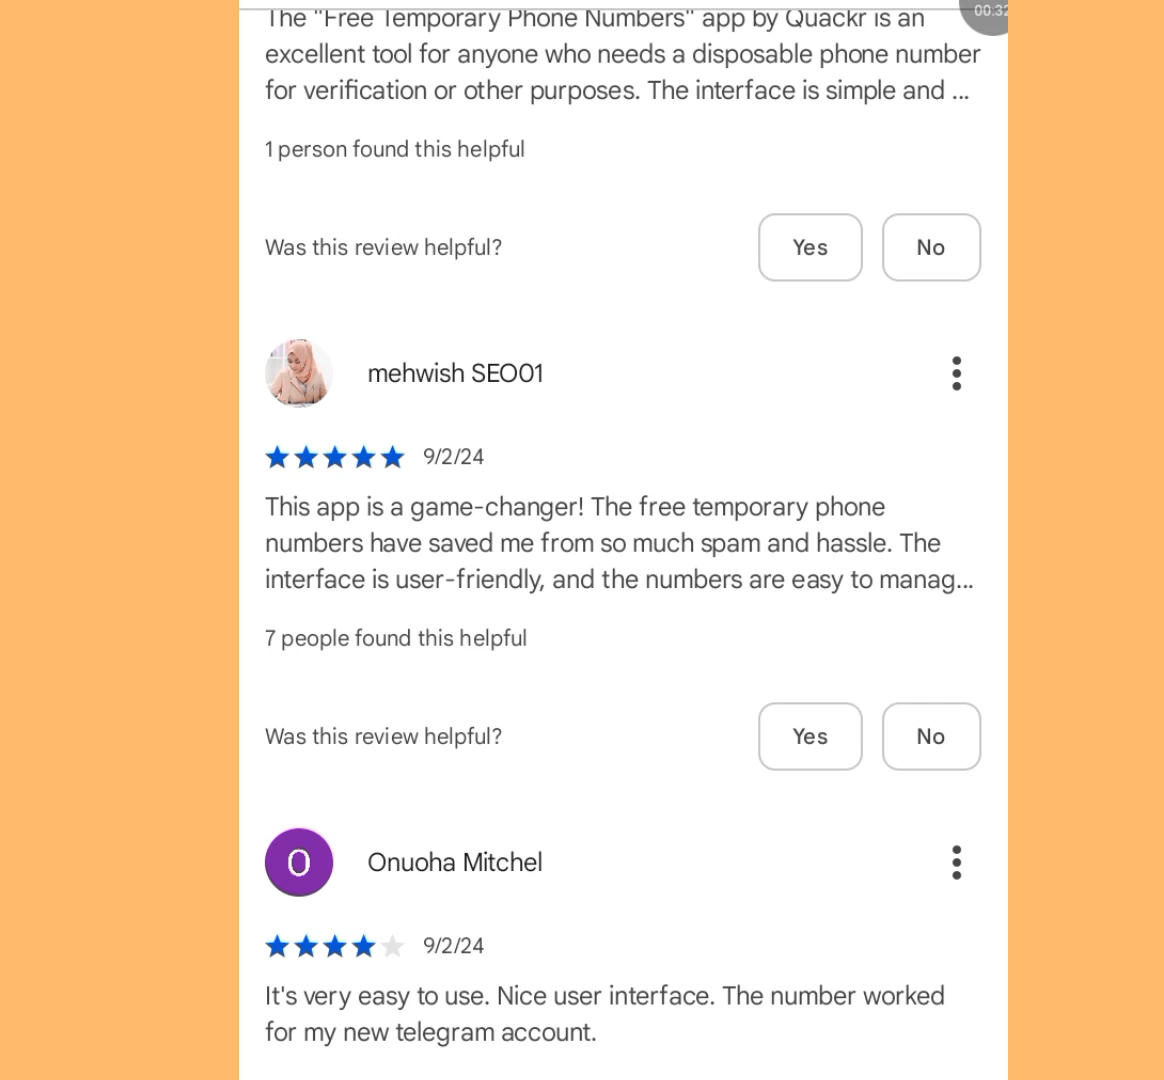 00:32
The "Free Temporary Phone Numbers" app by Quackr is an
excellent tool for anyone who needs a disposable phone number
for verification or other purposes. The interface is simple and ...
1 person found this helpful
Was this review helpful?
Yes
No
mehwish SEO01
9/2/24
This app is a game-changer! The free temporary phone
numbers have saved me from so much spam and hassle. The
interface is user-friendly, and the numbers are easy to manag...
7 people found this helpful
Was this review helpful?
Yes
No
O
Onuoha Mitchel
9/2/24
It's very easy to use. Nice user interface. The number worked
for my new telegram account.